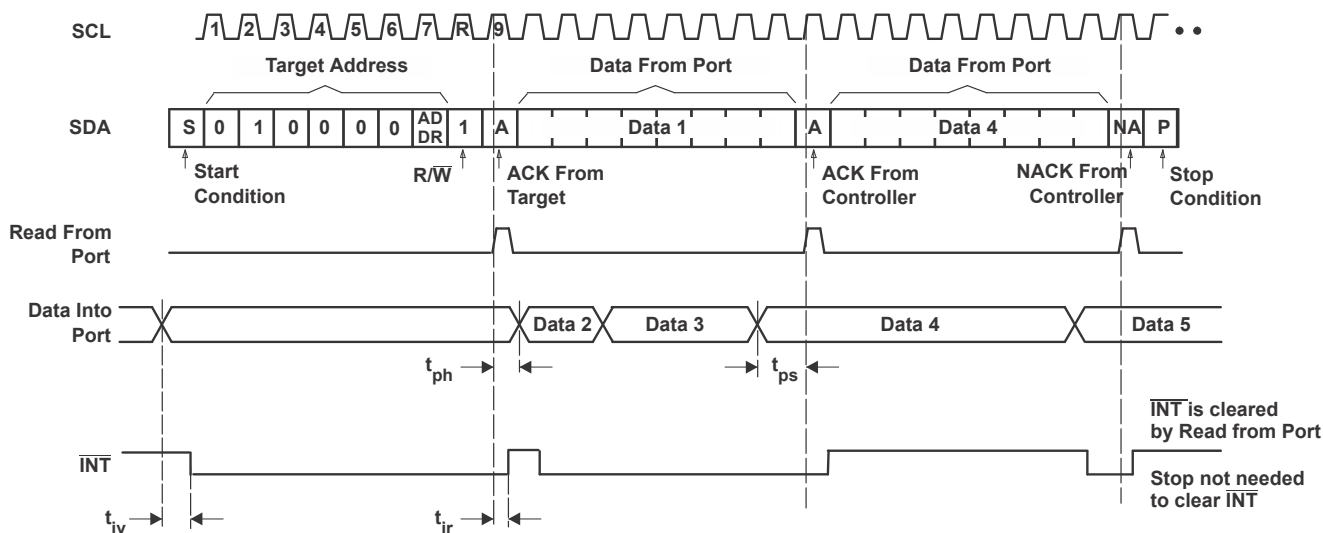 SCL 1 2 3 4 5 6 7 R 9
Target Address Data From Port Data From Port
SDA S 0 1 0 0 0 0 AD DR 1 A Data 1 A Data 4 NA P
Start Condition
R/W̅
ACK From Target
ACK From Controller
NACK From Controller
Stop Condition
Read From Port
Data Into Port
Data 2 Data 3 Data 4 Data 5
tph tps
I̅N̅T̅ is cleared
by Read from Port
I̅N̅T̅
Stop not needed
to clear I̅N̅T̅
tiv tir